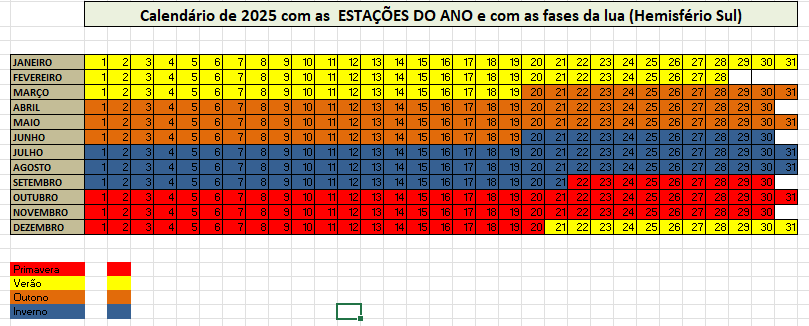 Calendário de 2025 com as ESTAÇÕES DO ANO e com as fases da lua (Hemisfério Sul)
JANEIRO 1 2 3 4 5 6 7 8 9 10 11 12 13 14 15 16 17 18 19 20 21 22 23 24 25 26 27 28 29 30 31
FEVEREIRO 1 2 3 4 5 6 7 8 9 10 11 12 13 14 15 16 17 18 19 20 21 22 23 24 25 26 27 28
MARÇO 1 2 3 4 5 6 7 8 9 10 11 12 13 14 15 16 17 18 19 20 21 22 23 24 25 26 27 28 29 30 31
ABRIL 1 2 3 4 5 6 7 8 9 10 11 12 13 14 15 16 17 18 19 20 21 22 23 24 25 26 27 28 29 30
MAIO 1 2 3 4 5 6 7 8 9 10 11 12 13 14 15 16 17 18 19 20 21 22 23 24 25 26 27 28 29 30 31
JUNHO 1 2 3 4 5 6 7 8 9 10 11 12 13 14 15 16 17 18 19 20 21 22 23 24 25 26 27 28 29 30
JULHO 1 2 3 4 5 6 7 8 9 10 11 12 13 14 15 16 17 18 19 20 21 22 23 24 25 26 27 28 29 30 31
AGOSTO 1 2 3 4 5 6 7 8 9 10 11 12 13 14 15 16 17 18 19 20 21 22 23 24 25 26 27 28 29 30 31
SETEMBRO 1 2 3 4 5 6 7 8 9 10 11 12 13 14 15 16 17 18 19 20 21 22 23 24 25 26 27 28 29 30
OUTUBRO 1 2 3 4 5 6 7 8 9 10 11 12 13 14 15 16 17 18 19 20 21 22 23 24 25 26 27 28 29 30 31
NOVEMBRO 1 2 3 4 5 6 7 8 9 10 11 12 13 14 15 16 17 18 19 20 21 22 23 24 25 26 27 28 29 30
DEZEMBRO 1 2 3 4 5 6 7 8 9 10 11 12 13 14 15 16 17 18 19 20 21 22 23 24 25 26 27 28 29 30 31
Primavera
Verão
Outono
Inverno